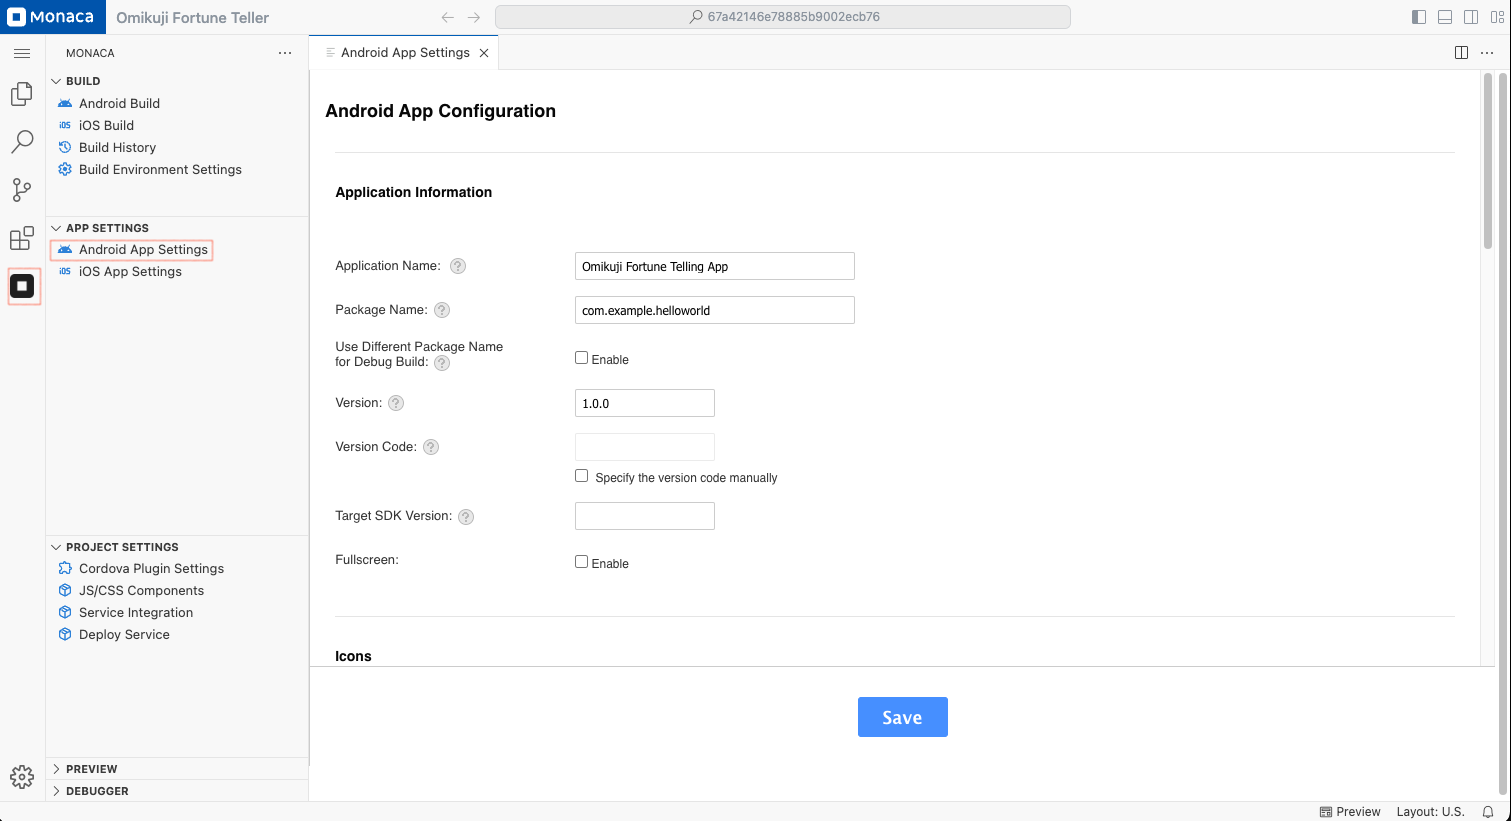 Monaca
Omikuji Fortune Teller
67a42146e78885b9002ecb76
MONACA
BUILD
Android Build
iOS iOS Build
Build History
Build Environment Settings
APP SETTINGS
Android App Settings
iOS iOS App Settings
PROJECT SETTINGS
Cordova Plugin Settings
JS/CSS Components
Service Integration
Deploy Service
PREVIEW
DEBUGGER
Android App Settings
Android App Configuration
Application Information
Application Name: ?
Omikuji Fortune Telling App
Package Name: ?
com.example.helloworld
Use Different Package Name
for Debug Build: ?
Enable
Version: ?
1.0.0
Version Code: ?
Specify the version code manually
Target SDK Version: ?
Fullscreen:
Enable
Icons
Save
Preview
Layout: U.S.